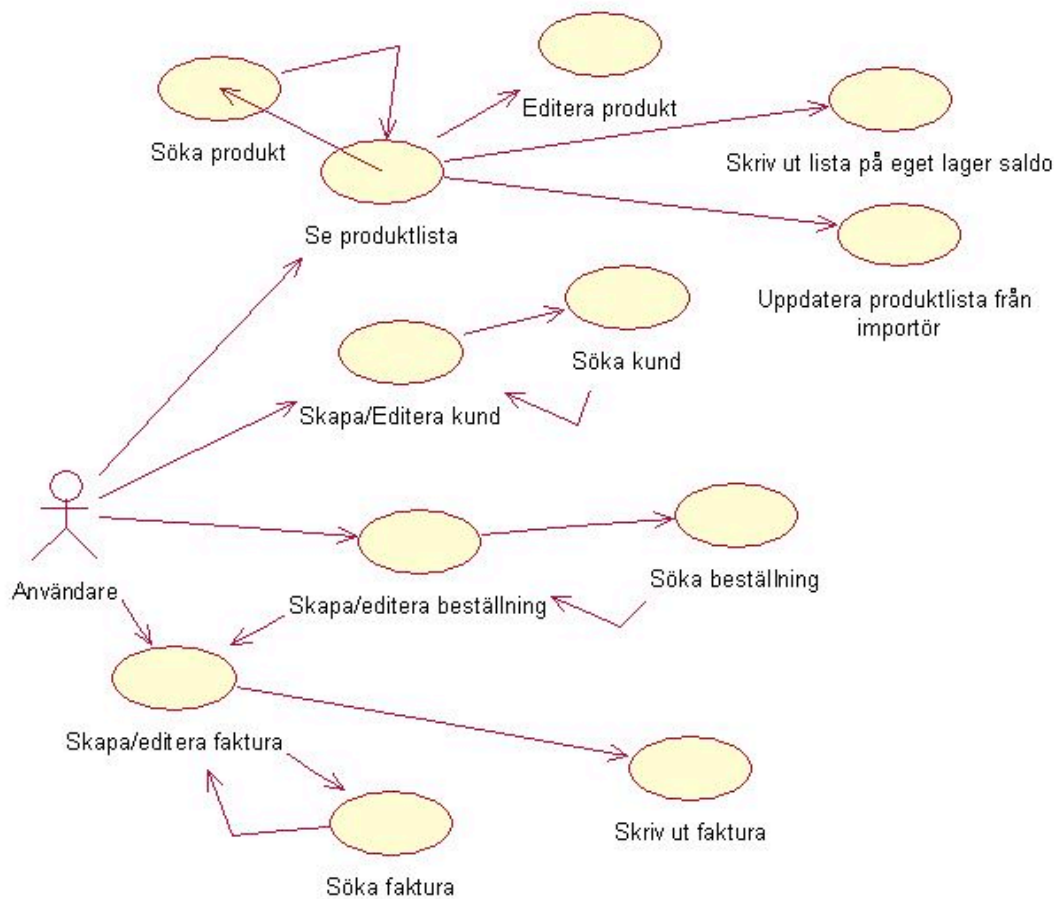 Editera produkt
Söka produkt
Skriv ut lista på eget lager saldo
Se produktlista
Uppdatera produktlista från
importör
Söka kund
Skapa/Editera kund
Användare
Söka beställning
Skapa/editera beställning
Skapa/editera faktura
Skriv ut faktura
Söka faktura